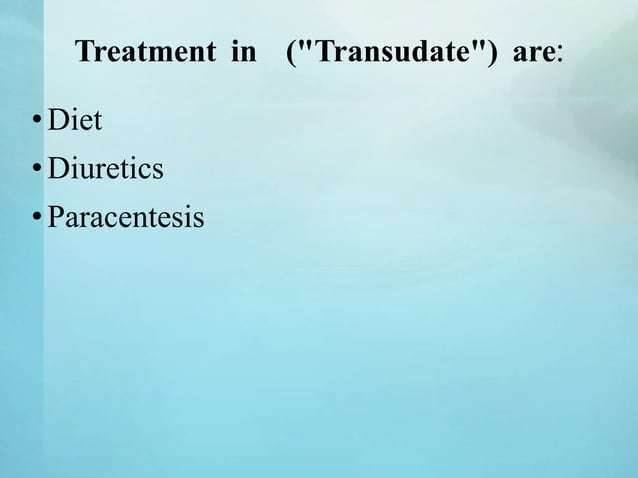 Treatment in ("Transudate") are:
•Diet
•Diuretics
•Paracentesis